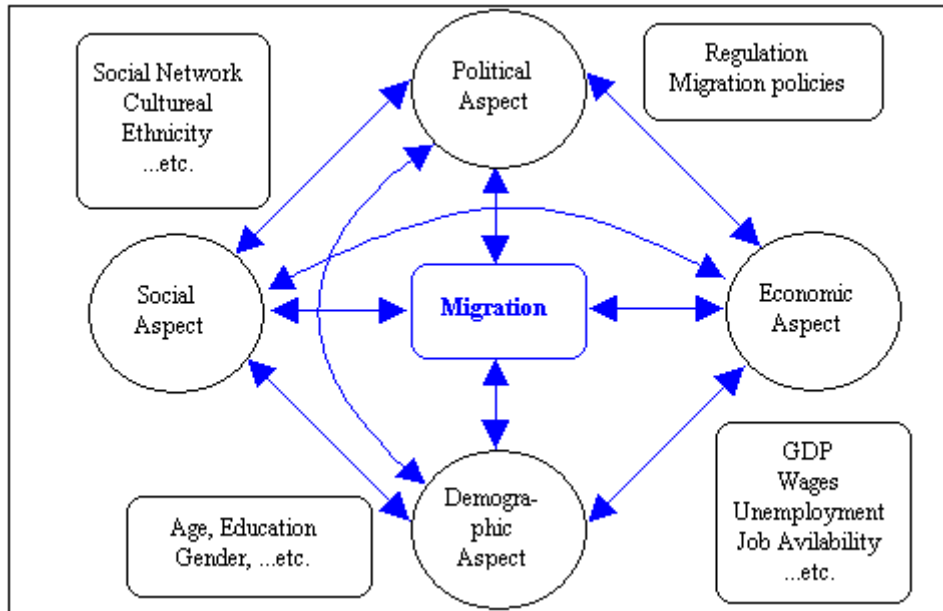 Social Network
Cultureal
Ethnicity
...etc.
Political
Aspect
Regulation
Migration policies
Social
Aspect
Migration
Economic
Aspect
Age, Education
Gender, ...etc.
Demogra-
phic
Aspect
GDP
Wages
Unemployment
Job Avilability
...etc.